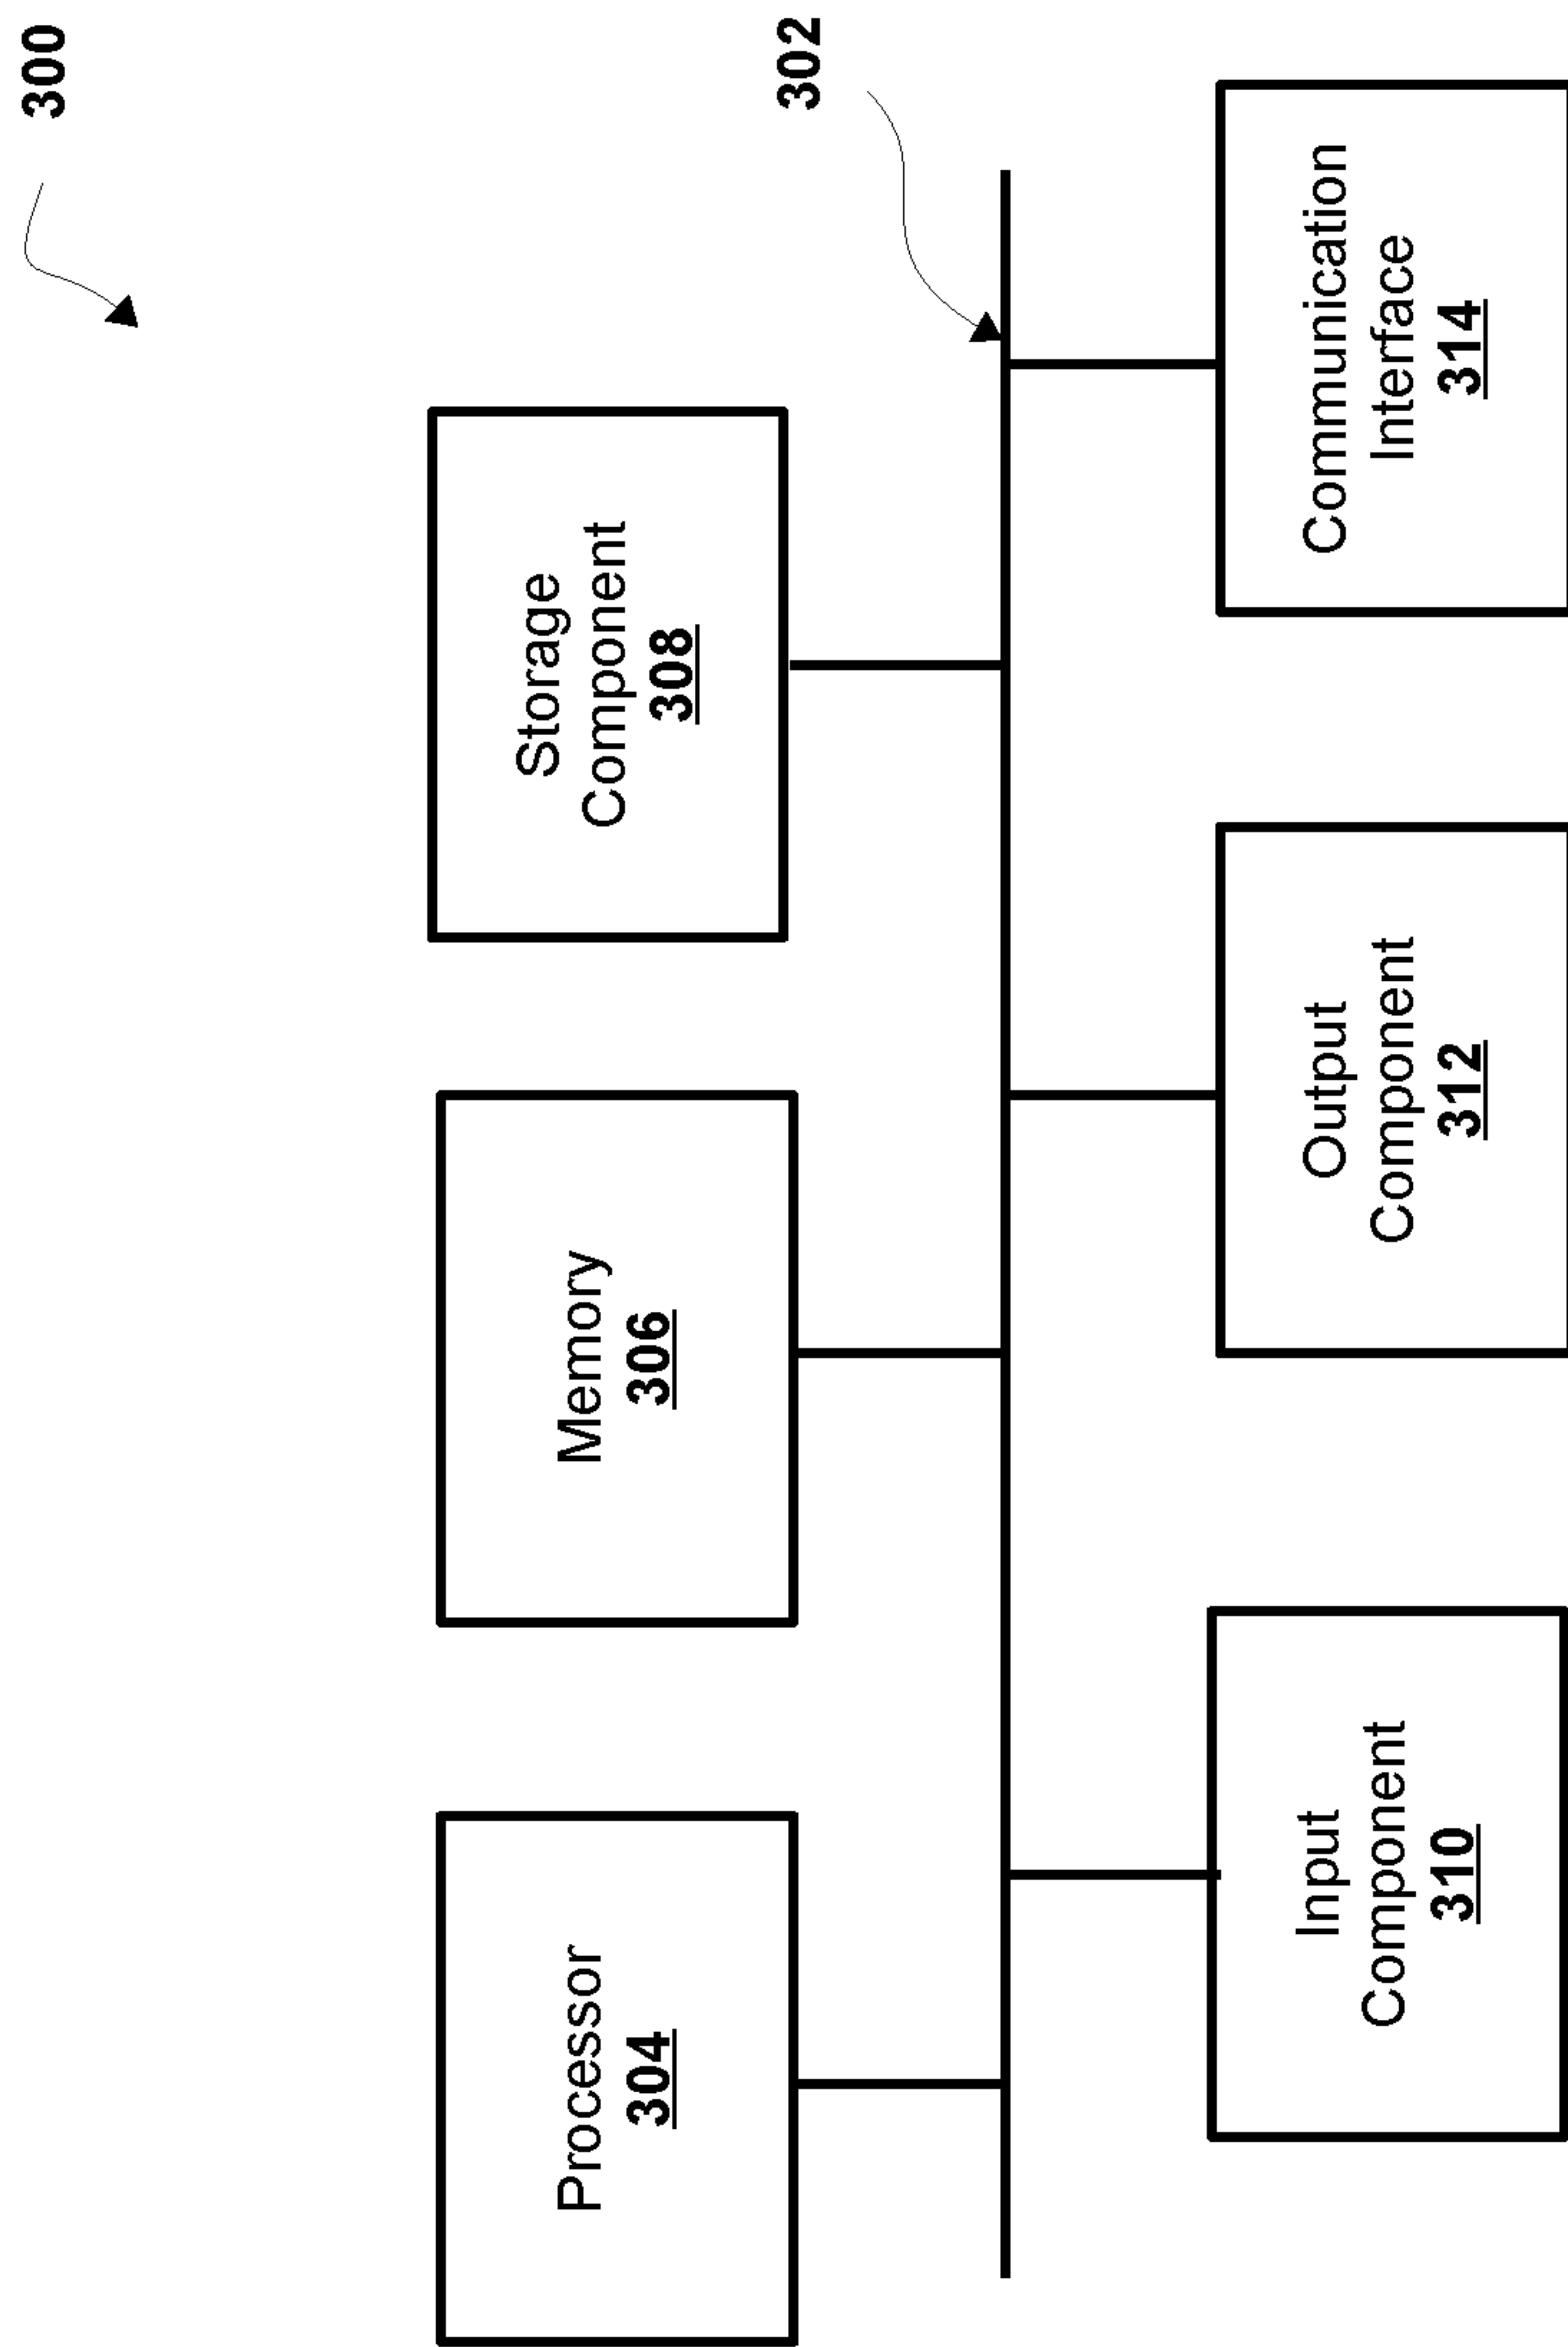 300
Processor
304
Memory
306
Storage
Component
308
302
Input
Component
310
Output
Component
312
Communication
Interface
314